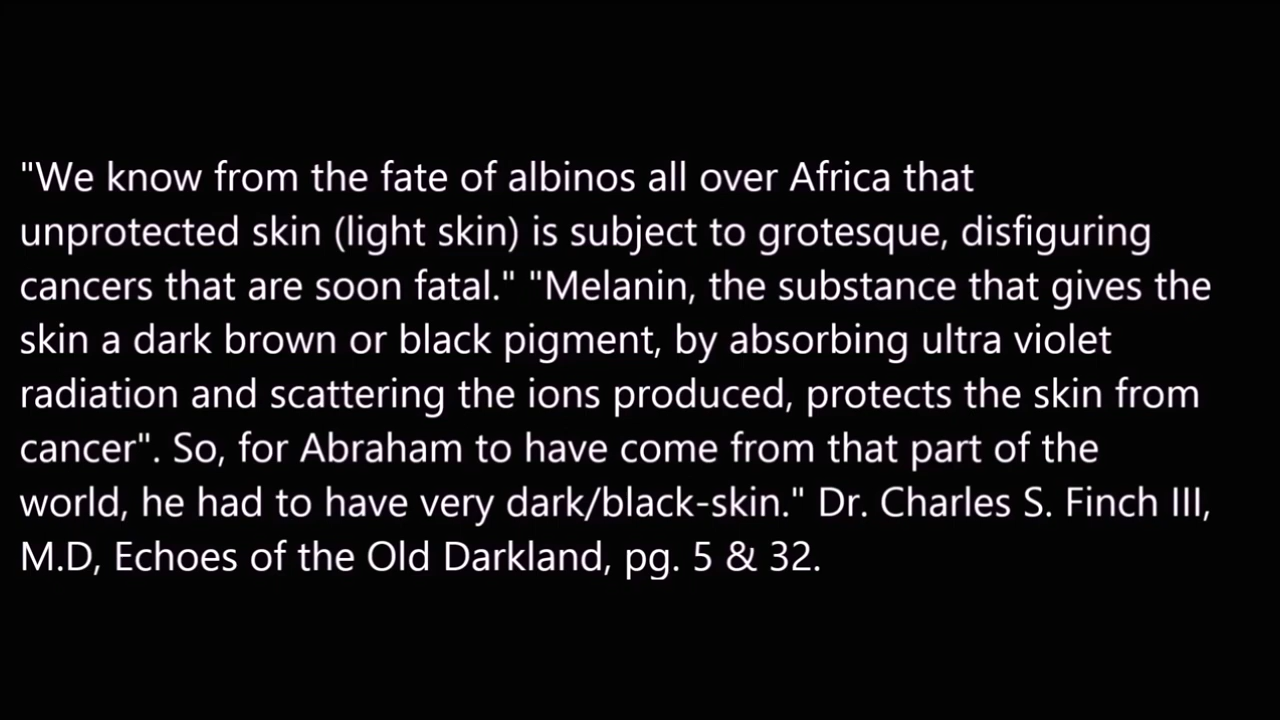 "We know from the fate of albinos all over Africa that
unprotected skin (light skin) is subject to grotesque, disfiguring
cancers that are soon fatal." "Melanin, the substance that gives the
skin a dark brown or black pigment, by absorbing ultra violet
radiation and scattering the ions produced, protects the skin from
cancer". So, for Abraham to have come from that part of the
world, he had to have very dark/black-skin." Dr. Charles S. Finch III,
M.D, Echoes of the Old Darkland, pg. 5 & 32.